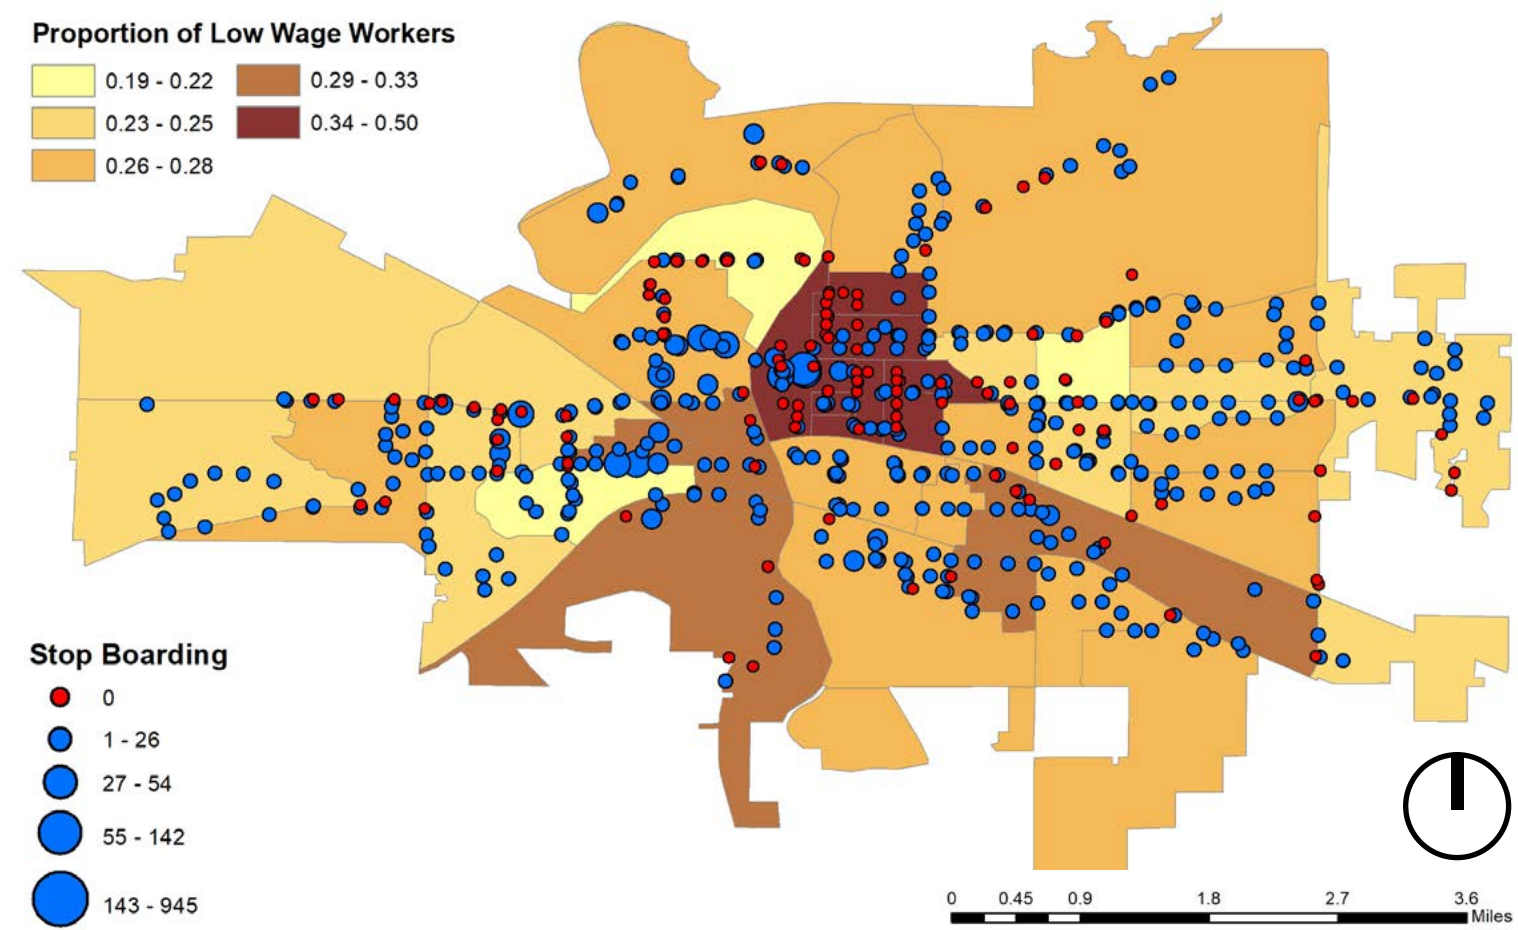 Proportion of Low Wage Workers
0.19 - 0.22 0.29 - 0.33
0.23 - 0.25 0.34 - 0.50
0.26 - 0.28
Stop Boarding
0
1 - 26
27 - 54
55 - 142
143 - 945
0 0.45 0.9 1.8 2.7 3.6
Miles